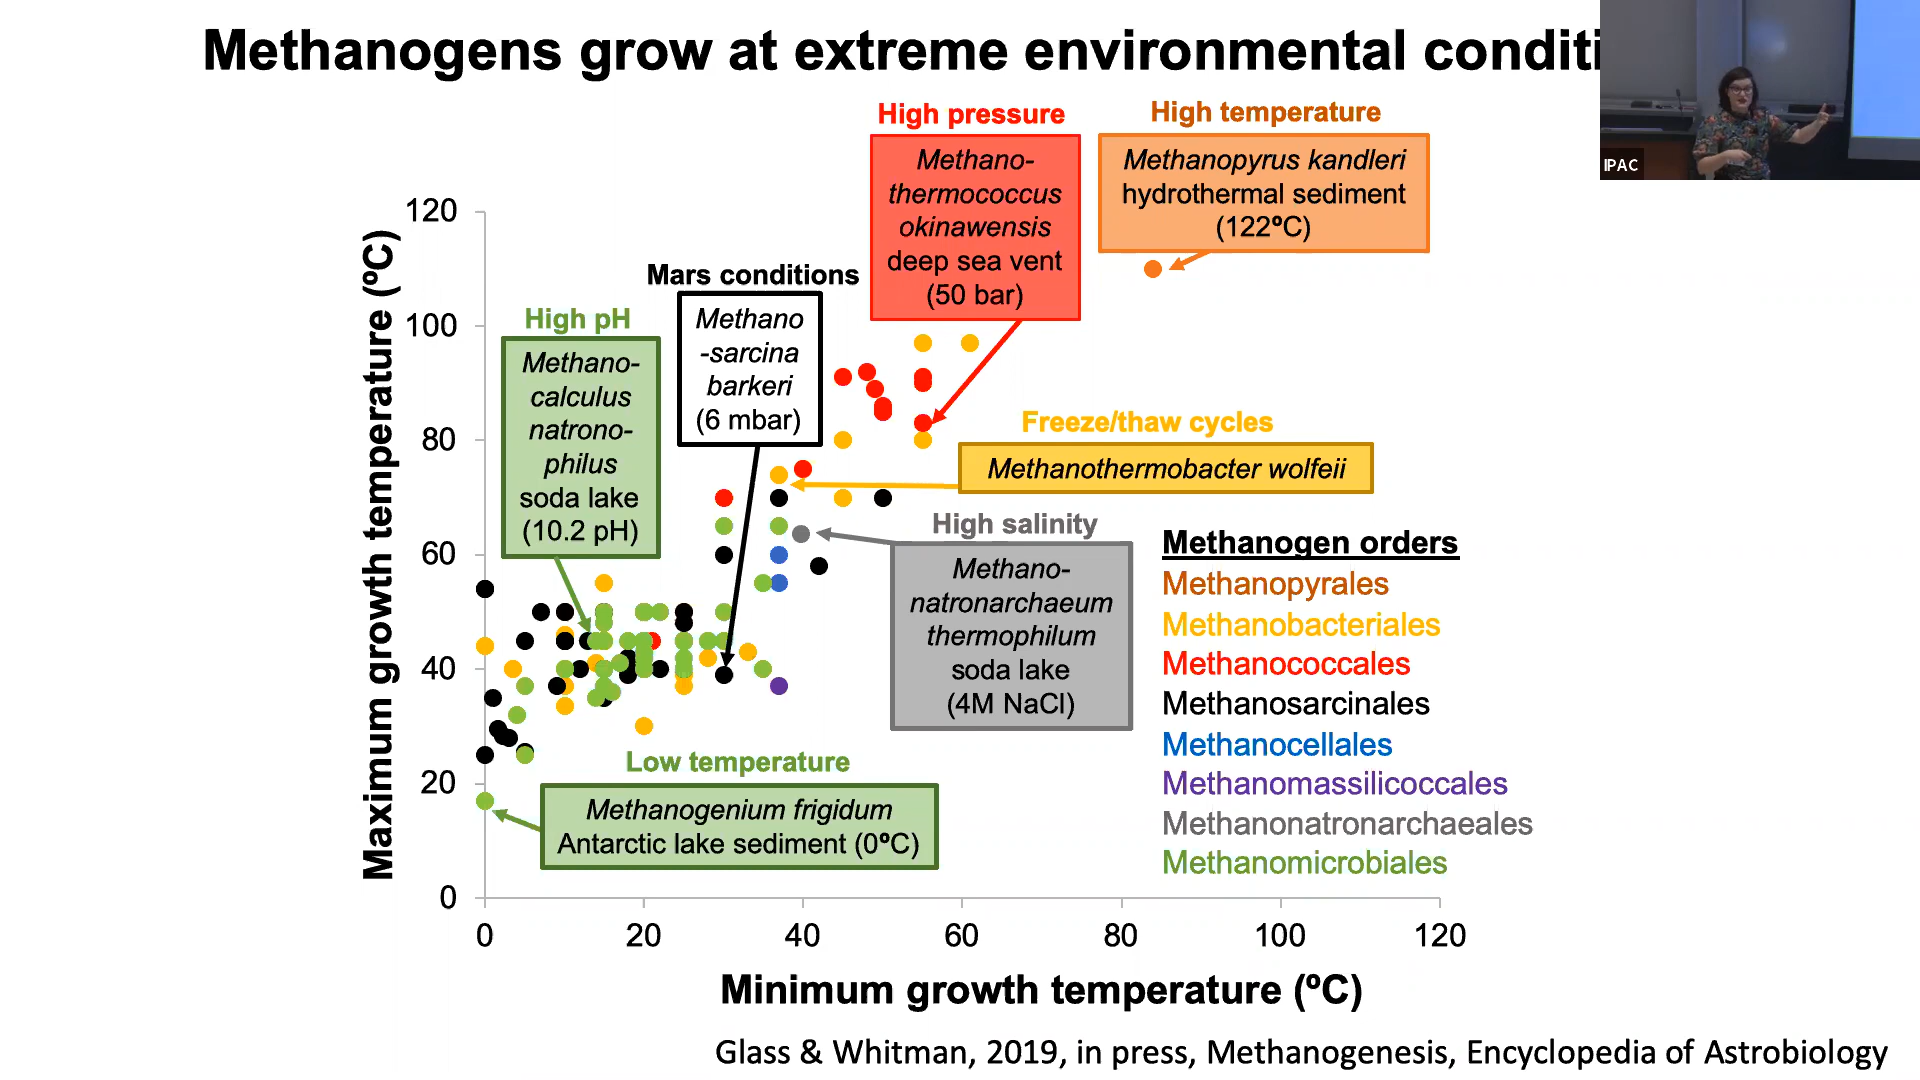 Methanogens grow at extreme environmental conditi
IPAC
High pressure
Methano-
thermococcus
okinawensis
deep sea vent
(50 bar)
High temperature
Methanopyrus kandleri
hydrothermal sediment
(122ºC)
Mars conditions
Methano
-sarcina
barkeri
(6 mbar)
High pH
Methano-
calculus
natrono-
philus
soda lake
(10.2 pH)
Freeze/thaw cycles
Methanothermobacter wolfeii
High salinity
Methano-
natronarchaeum
thermophilum
soda lake
(4M NaCl)
Low temperature
Methanogenium frigidum
Antarctic lake sediment (0ºC)
Methanogen orders
Methanopyrales
Methanobacteriales
Methanococcales
Methanosarcinales
Methanocellales
Methanomassilicoccales
Methanonatronarchaeales
Methanomicrobiales
Maximum growth temperature (ºC)
120
100
80
60
40
20
0
0 20 40 60 80 100 120
Minimum growth temperature (ºC)
Glass & Whitman, 2019, in press, Methanogenesis, Encyclopedia of Astrobiology